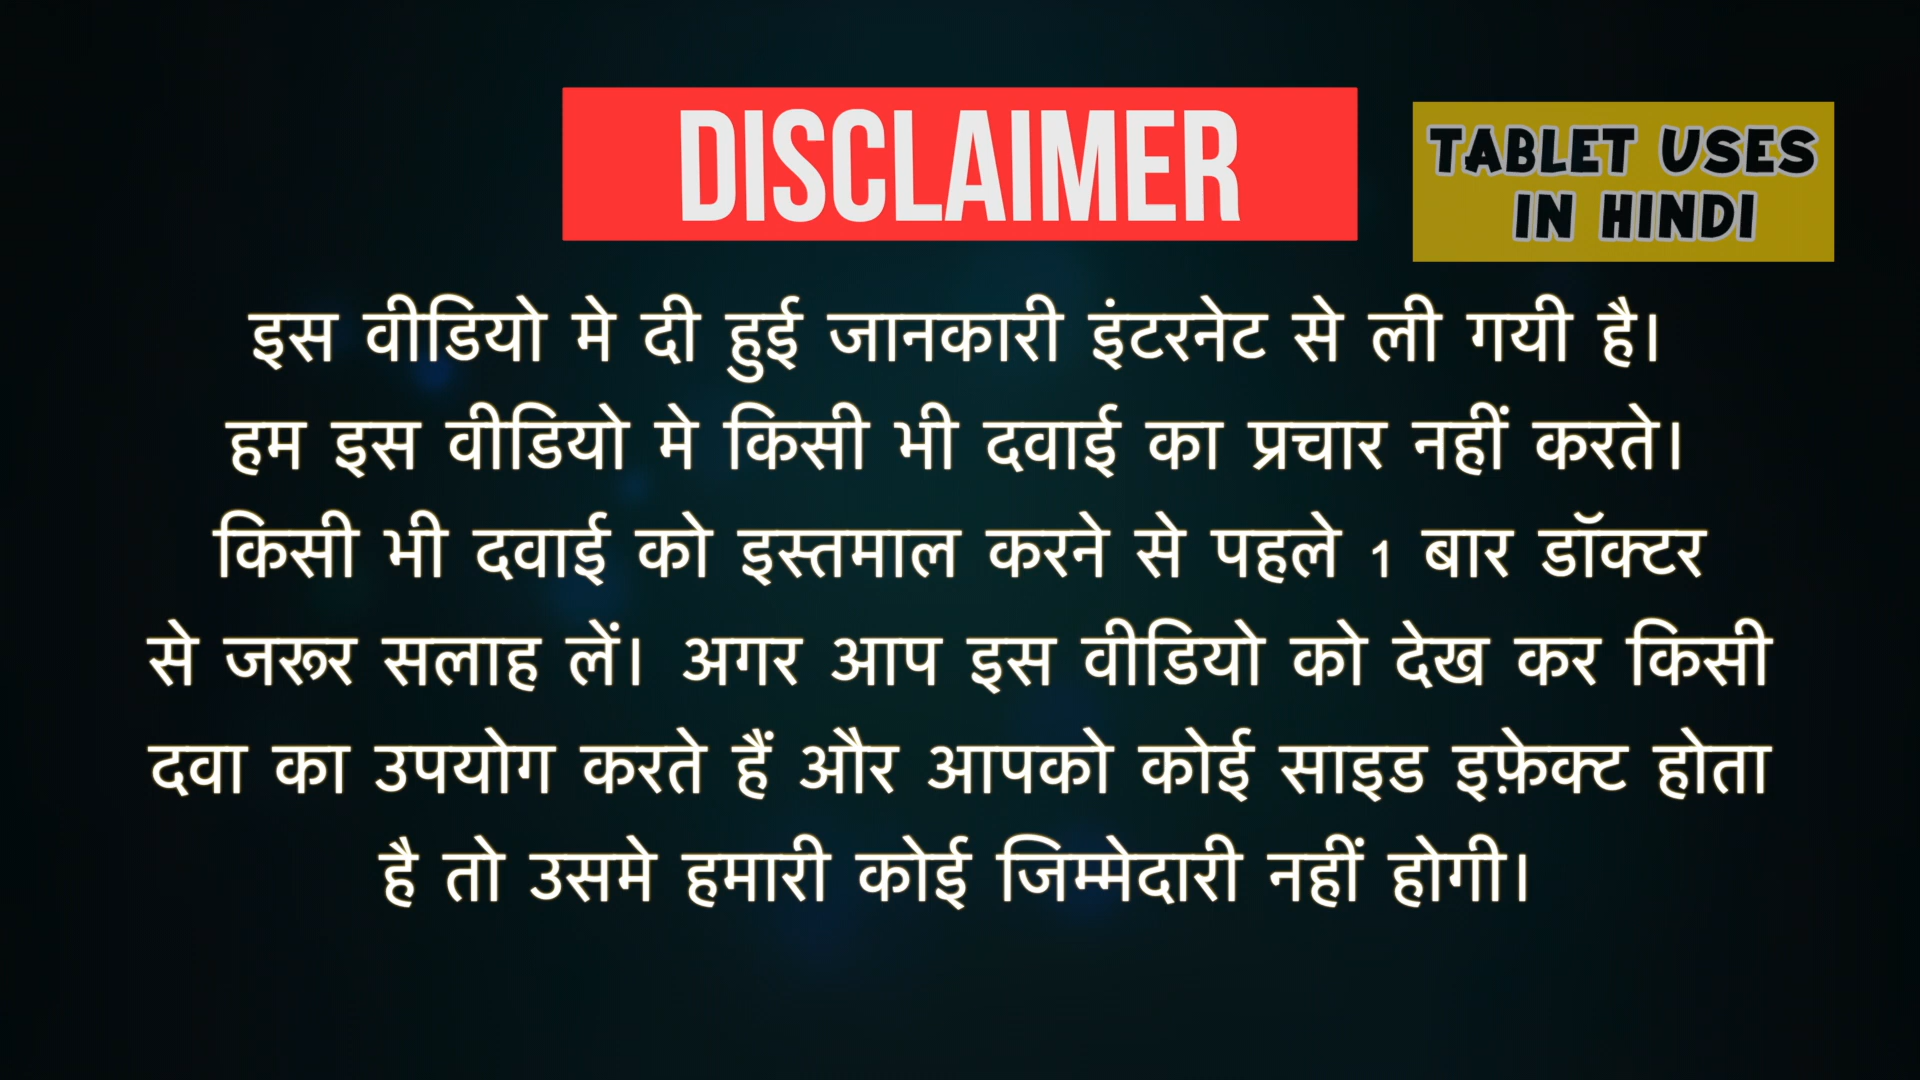 DISCLAIMER
TABLET USES
IN HINDI
इस वीडियो मे दी हुई जानकारी इंटरनेट से ली गयी है।
हम इस वीडियो मे किसी भी दवाई का प्रचार नहीं करते।
किसी भी दवाई को इस्तमाल करने से पहले 1 बार डॉक्टर
से जरूर सलाह लें। अगर आप इस वीडियो को देख कर किसी
दवा का उपयोग करते हैं और आपको कोई साइड इफ़ेक्ट होता
है तो उसमे हमारी कोई जिम्मेदारी नहीं होगी।